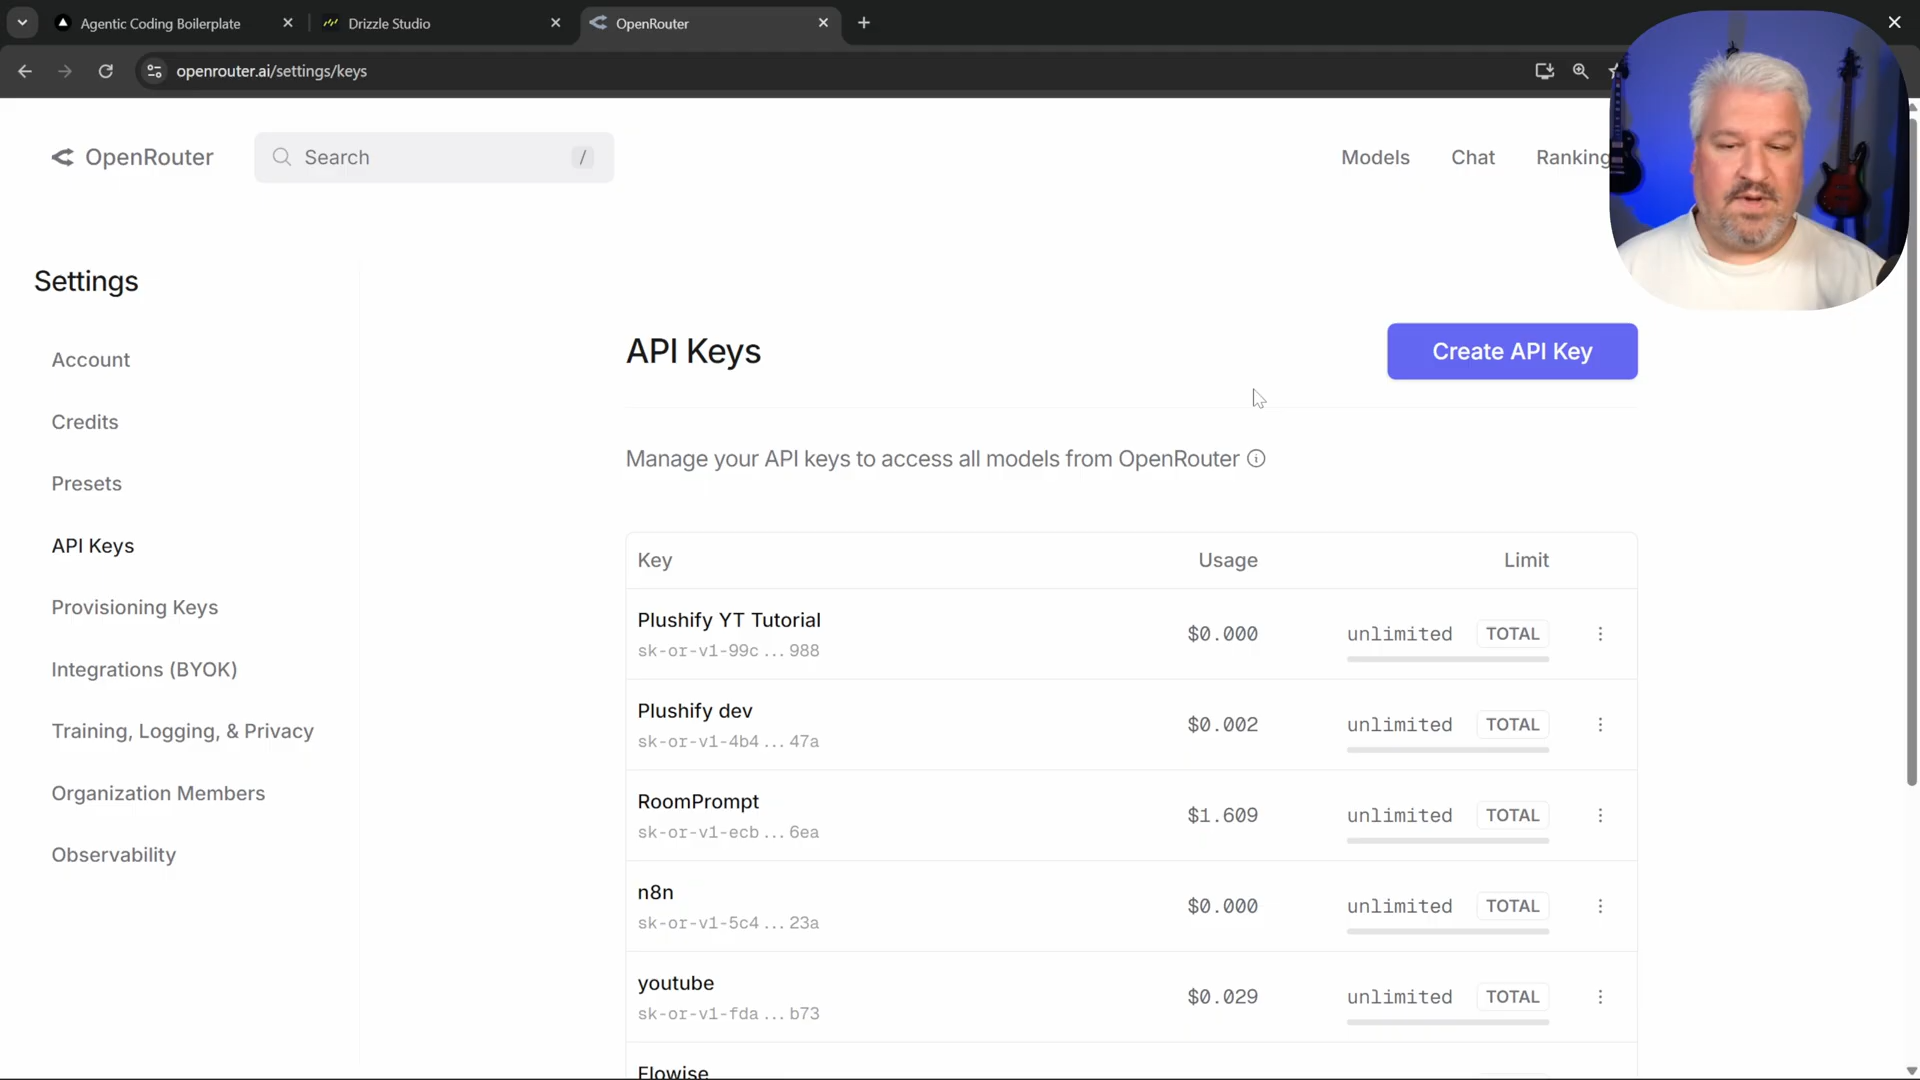 Agentic Coding Boilerplate
Drizzle Studio
OpenRouter
openrouter.ai/settings/keys
OpenRouter
Search
/
Models
Chat
Ranking
Settings
Account
Credits
Presets
API Keys
Provisioning Keys
Integrations (BYOK)
Training, Logging, & Privacy
Organization Members
Observability
API Keys
Create API Key
Manage your API keys to access all models from OpenRouter
Key Usage Limit
Plushify YT Tutorial
sk-or-v1-99c...988
$0.000 unlimited TOTAL
Plushify dev
sk-or-v1-4b4...47a
$0.002 unlimited TOTAL
RoomPrompt
sk-or-v1-ecb...6ea
$1.609 unlimited TOTAL
n8n
sk-or-v1-5c4...23a
$0.000 unlimited TOTAL
youtube
sk-or-v1-fda...b73
$0.029 unlimited TOTAL
Flowise